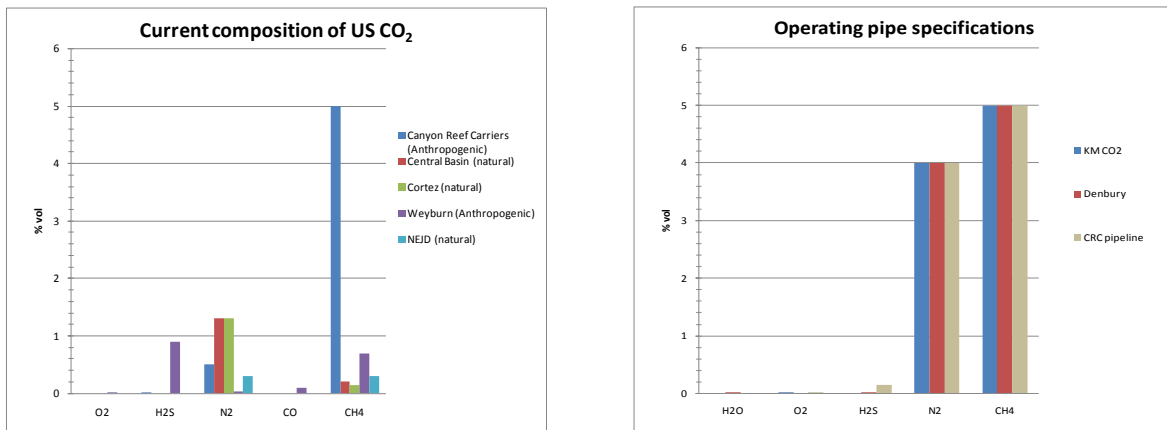 Current composition of US CO2
6
5
4
3
2
1
0
% vol
O2
H2S
N2
CO
CH4
Canyon Reef Carriers
(Anthropogenic)
Central Basin (natural)
Cortez (natural)
Weyburn (Anthropogenic)
NEJD (natural)
Operating pipe specifications
6
5
4
3
2
1
0
% vol
H2O
O2
H2S
N2
CH4
KM CO2
Denbury
CRC pipeline